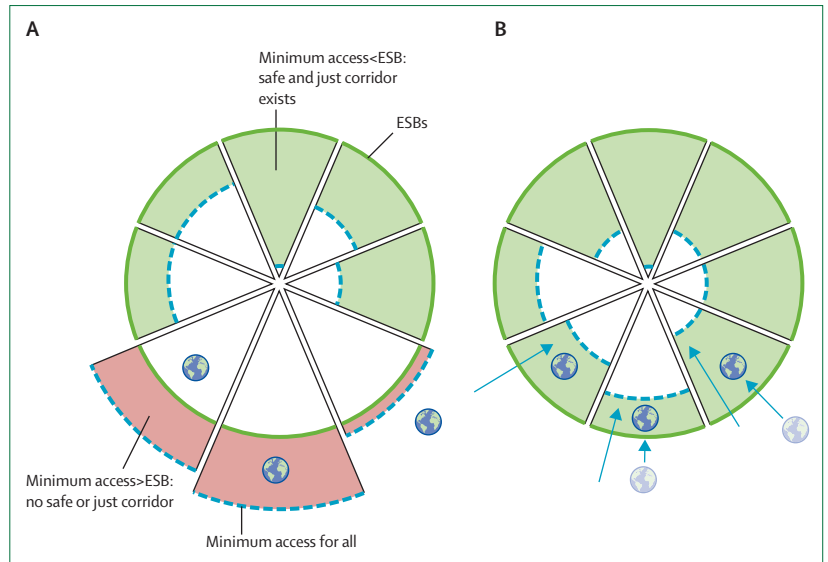 A
Minimum access<ESB:
safe and just corridor
exists
ESBs
Minimum access>ESB:
no safe or just corridor
Minimum access for all
B